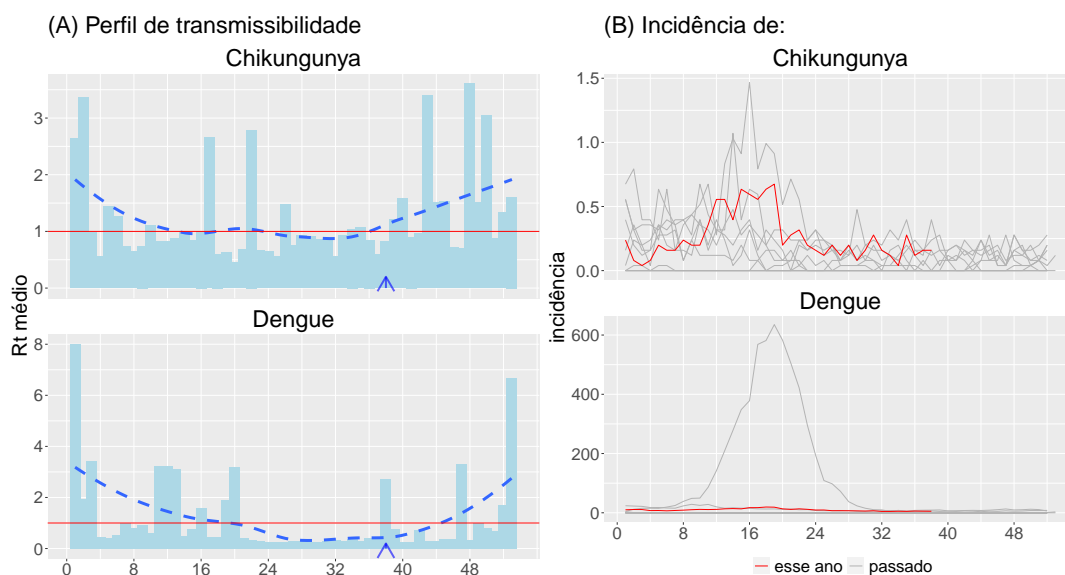 (A) Perfil de transmissibilidade
Chikungunya
3
2
1
0
Dengue
8
6
4
2
0
0 8 16 24 32 40 48
Rt médio
(B) Incidência de:
Chikungunya
1.5
1.0
0.5
0.0
Dengue
600
400
200
0
0 8 16 24 32 40 48
incidência
esse ano passado